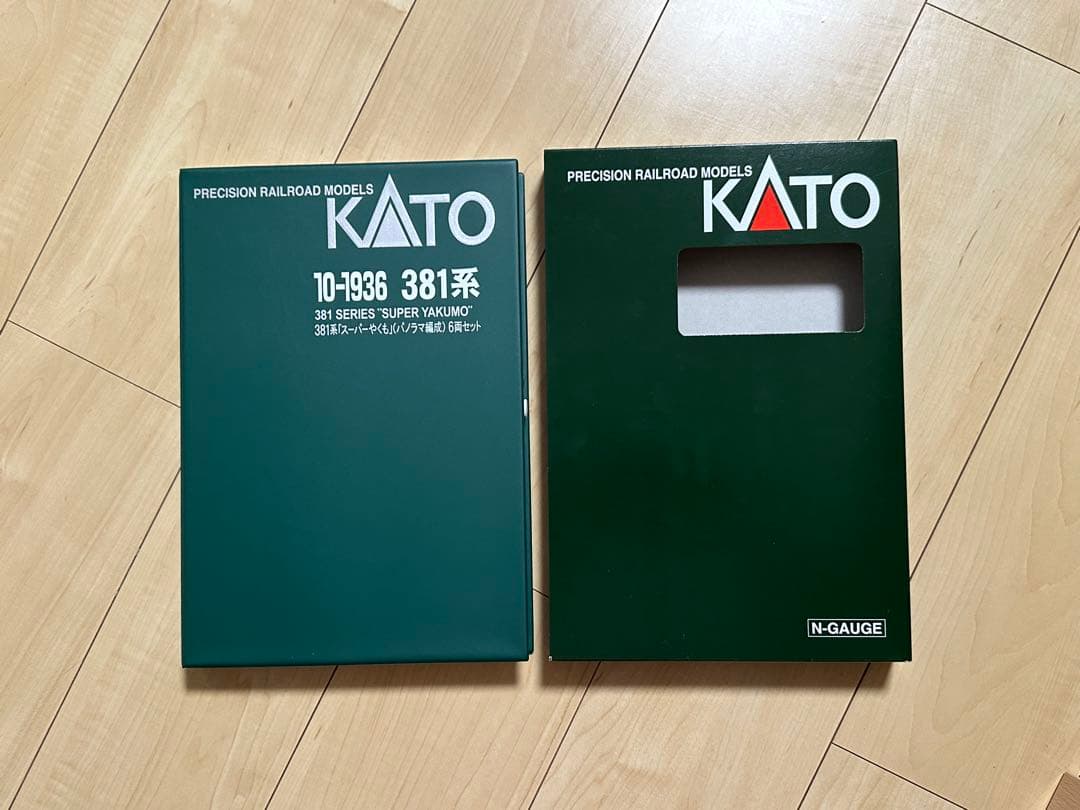 PRECISION RAILROAD MODELS
KATO
10-1936 381系
381 SERIES "SUPER YAKUMO"
381系「スーパーやくも」(パノラマ編成) 6両セット
PRECISION RAILROAD MODELS
KATO
N-GAUGE